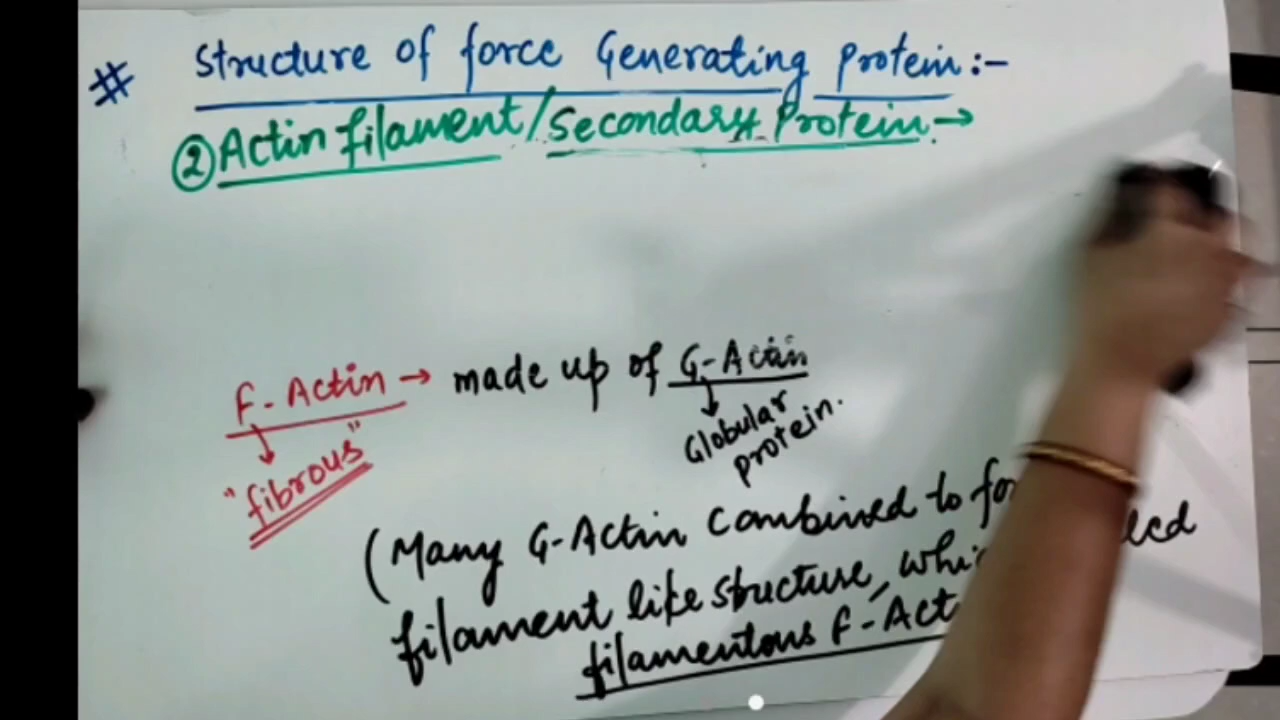 # Structure of force Generating Protein:-
② Actin filament/Secondary Protein→
F-Actin → made up of G-Actin
↓ ↓
"fibrous" Globular
protein.
(Many G-Actin combined to
filament like structure,
filamentous F-Act